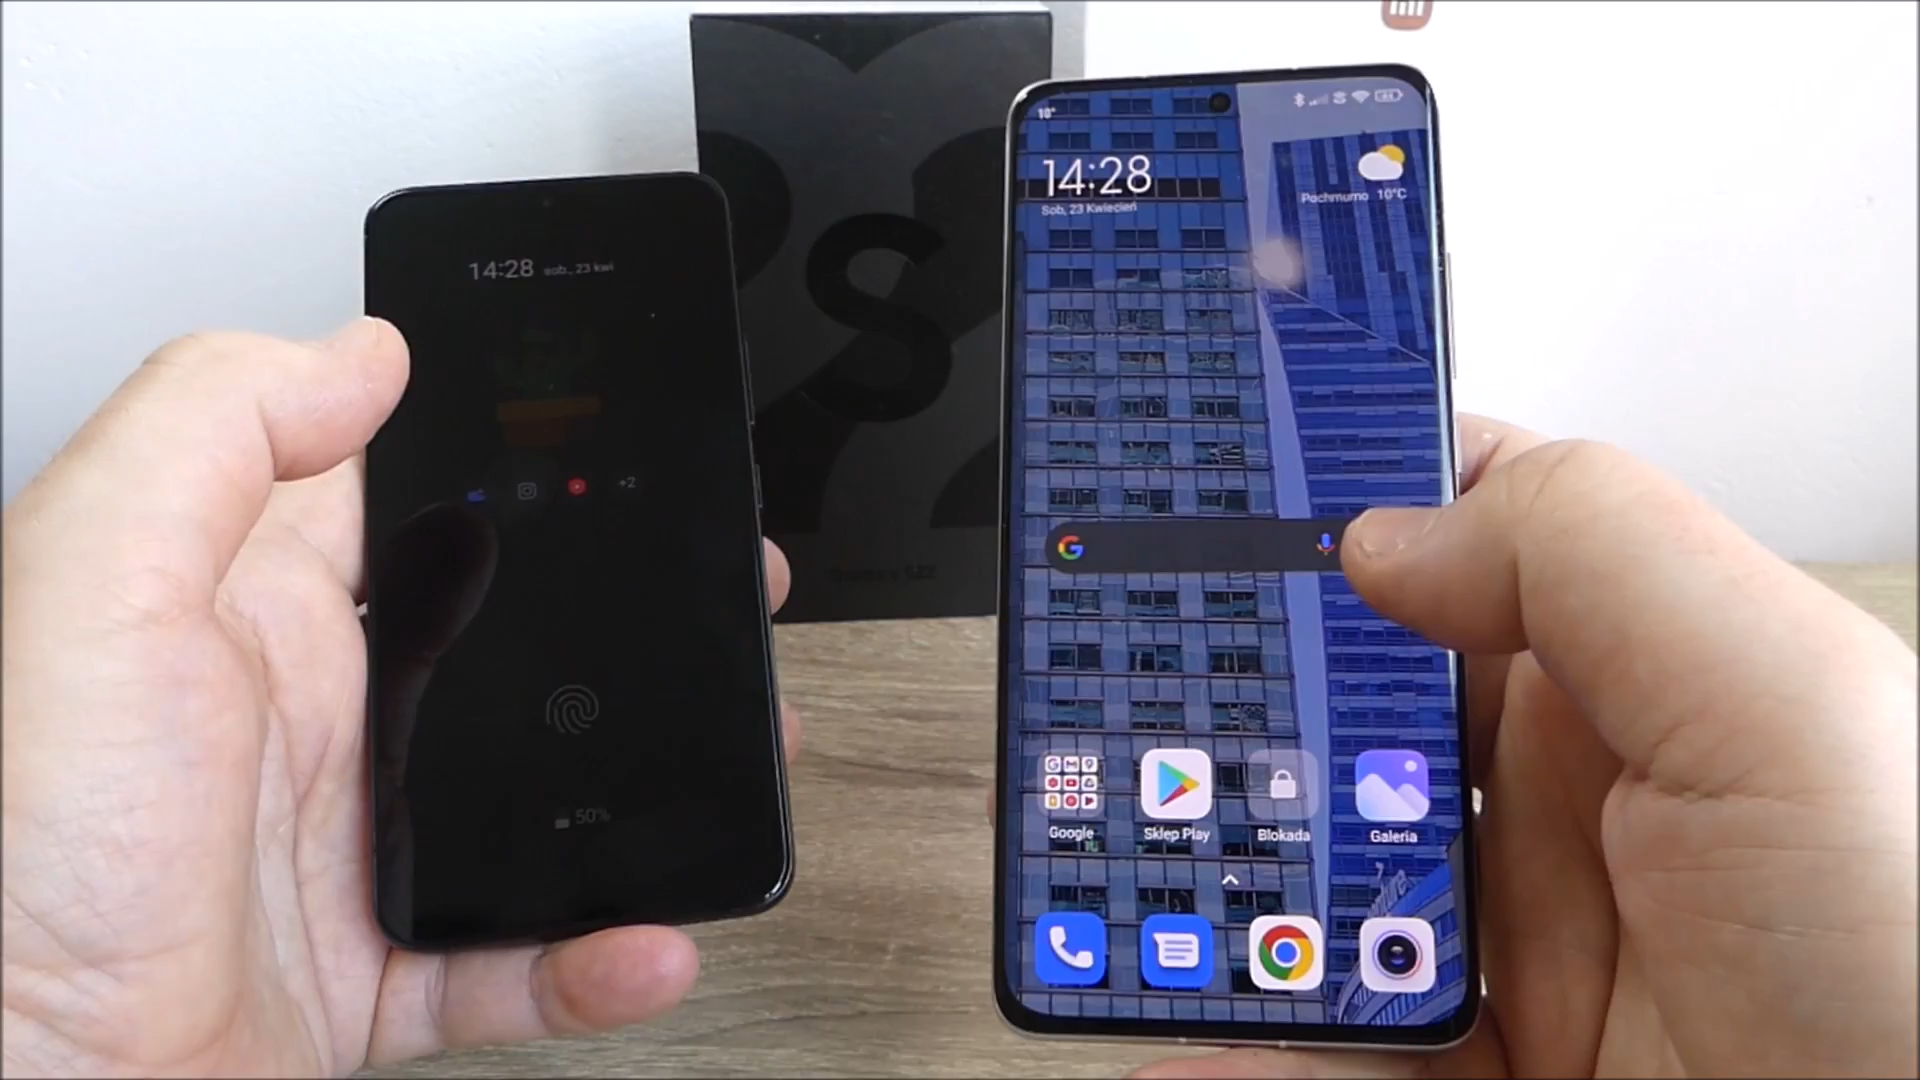 S22
10°
14:28
Sob, 23 Kwiecień
Pochmurno 10°C
14:28 sob., 23 kwi
+2
50%
Google
Sklep Play
Blokada
Galeria